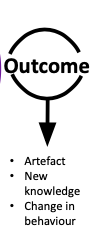 Outcome
• Artefact
• New
knowledge
• Change in
behaviour